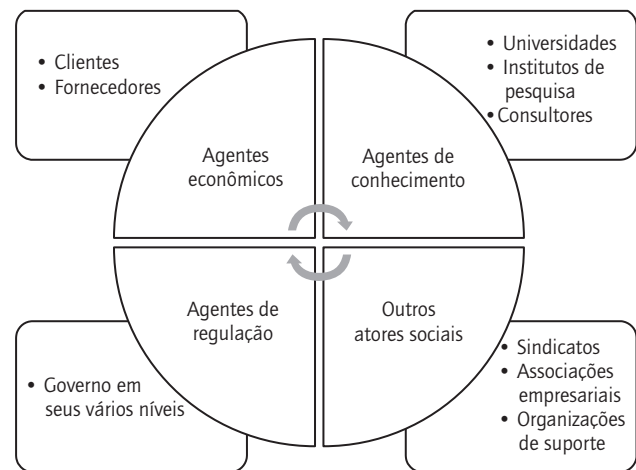 • Clientes
• Fornecedores
• Universidades
• Institutos de
pesquisa
• Consultores
Agentes
econômicos
Agentes de
conhecimento
Agentes de
regulação
Outros
atores sociais
• Governo em
seus vários níveis
• Sindicatos
• Associações
empresariais
• Organizações
de suporte